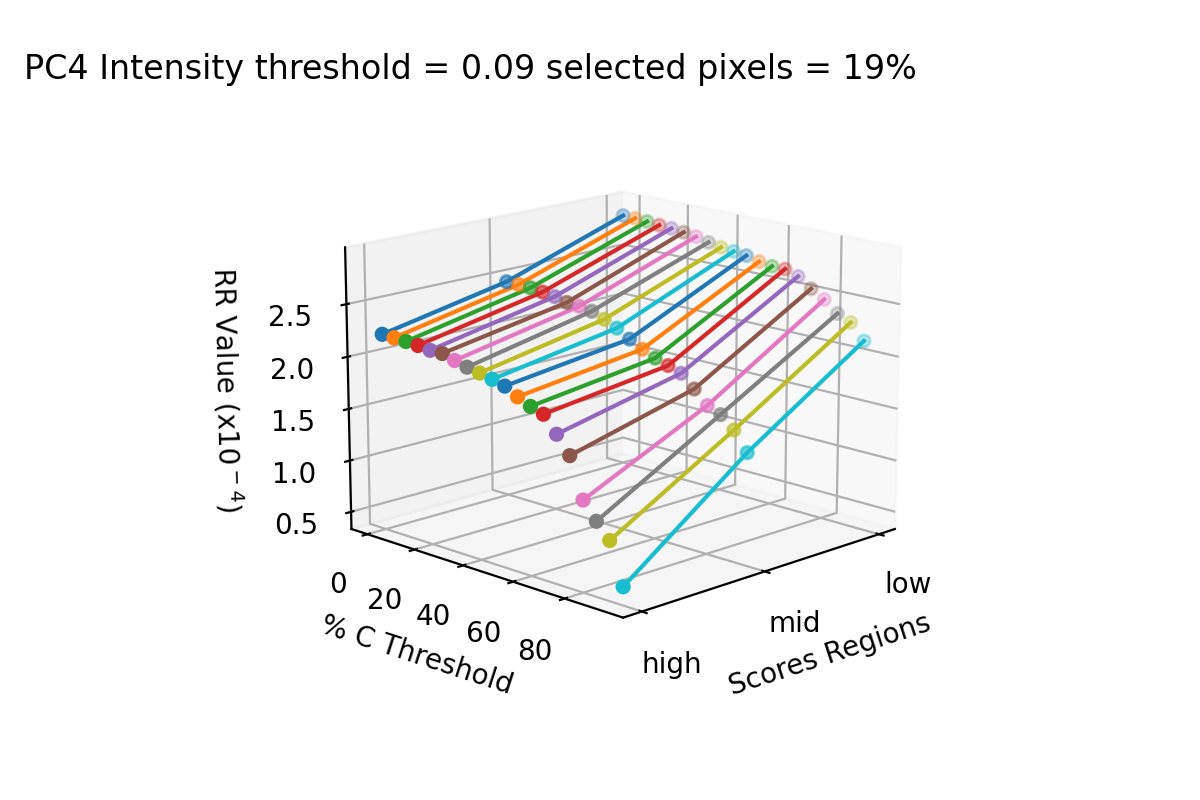 PC4 Intensity threshold = 0.09 selected pixels = 19%
RR Value (x10⁻⁴)
2.5
2.0
1.5
1.0
0.5
0
20
40
60
80
% C Threshold
high
mid
low
Scores Regions